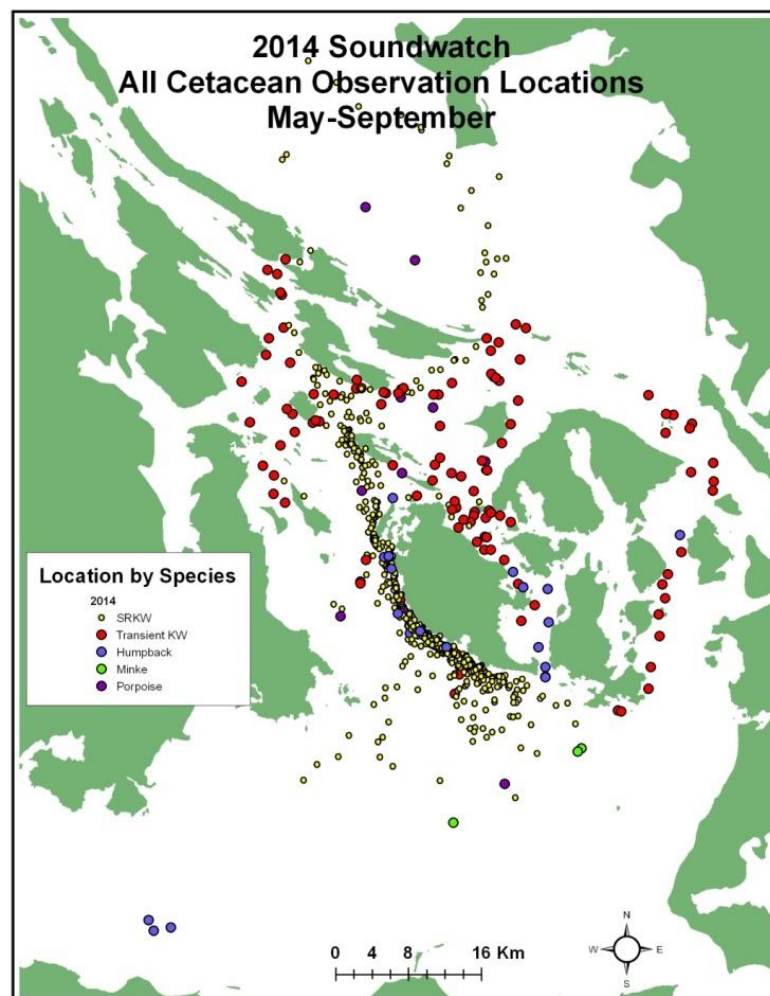 2014 Soundwatch
All Cetacean Observation Locations
May-September
Location by Species
2014
SRKW
Transient KW
Humpback
Minke
Porpoise
N
W E
S
0 4 8 16 Km